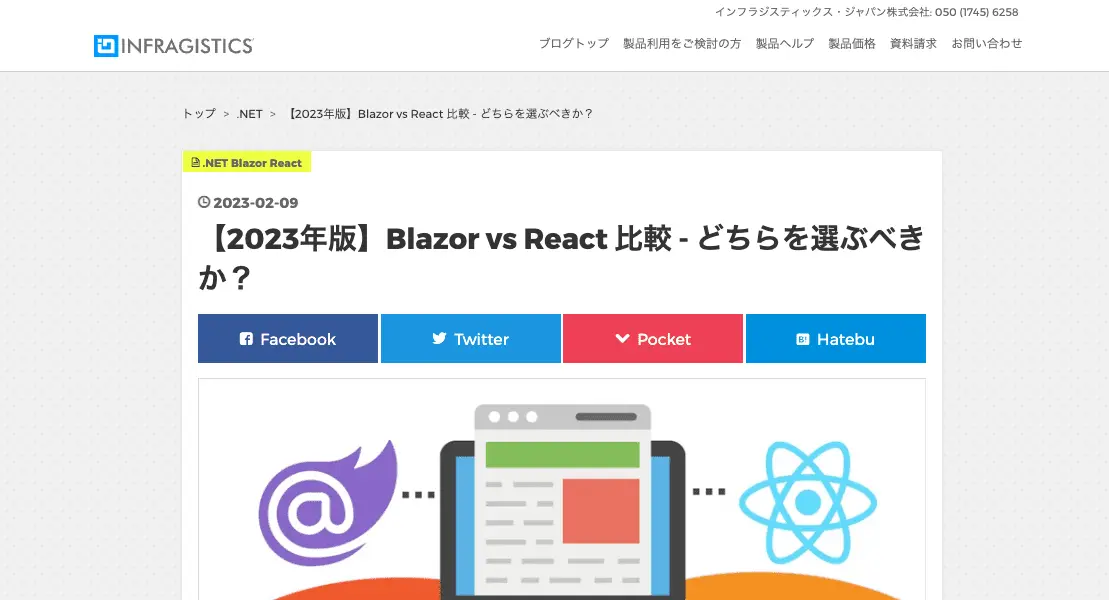 インフラジスティックス・ジャパン株式会社: 050 (1745) 6258
INFRAGISTICS
ブログトップ 製品利用をご検討の方 製品ヘルプ 製品価格 資料請求 お問い合わせ
トップ > .NET > 【2023年版】Blazor vs React 比較 - どちらを選ぶべきか？
.NET Blazor React
2023-02-09
【2023年版】Blazor vs React 比較 - どちらを選ぶべき
か？
Facebook Twitter Pocket B! Hatebu
@